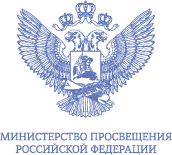 МИНИСТЕРСТВО ПРОСВЕЩЕНИЯ
РОССИЙСКОЙ ФЕДЕРАЦИИ